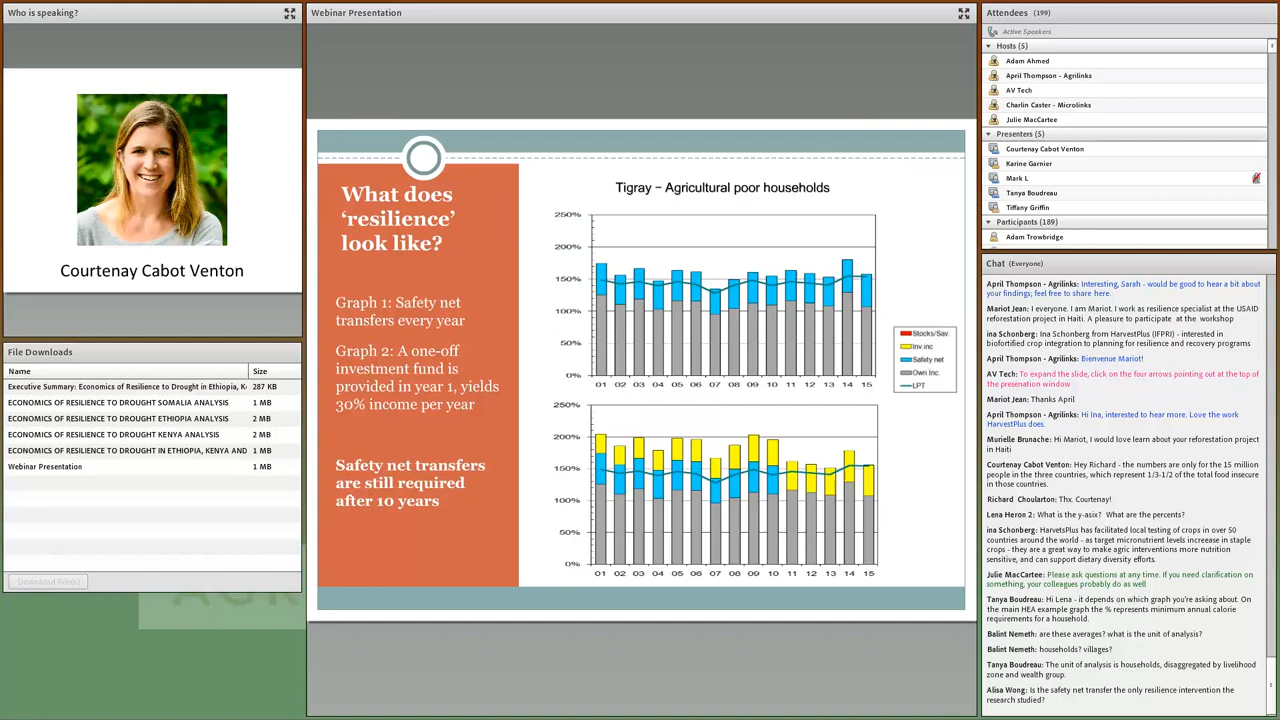 Who is speaking?
Courtenay Cabot Venton
File Downloads
Name
Size
Executive Summary: Economics of Resilience to Drought in Ethiopia, K
287 KB
ECONOMICS OF RESILIENCE TO DROUGHT SOMALIA ANALYSIS
1 MB
ECONOMICS OF RESILIENCE TO DROUGHT ETHIOPIA ANALYSIS
2 MB
ECONOMICS OF RESILIENCE TO DROUGHT KENYA ANALYSIS
2 MB
ECONOMICS OF RESILIENCE TO DROUGHT IN ETHIOPIA, KENYA AND
1 MB
Webinar Presentation
1 MB
Download File(s)
Webinar Presentation
What does
‘resilience’
look like?
Graph 1: Safety net
transfers every year
Graph 2: A one-off
investment fund is
provided in year 1, yields
30% income per year
Safety net transfers
are still required
after 10 years
Tigray – Agricultural poor households
250%
200%
150%
100%
50%
0%
01 02 03 04 05 06 07 08 09 10 11 12 13 14 15
Stocks/Sav.
Inv.inc
Safety net
Own Inc.
LPT
250%
200%
150%
100%
50%
0%
01 02 03 04 05 06 07 08 09 10 11 12 13 14 15
Attendees (199)
Active Speakers
Hosts (5)
Adam Ahmed
April Thompson - Agrilinks
AV Tech
Charlin Caster - Microlinks
Julie MacCartee
Presenters (5)
Courtenay Cabot Venton
Karine Garnier
Mark L
Tanya Boudreau
Tiffany Griffin
Participants (189)
Adam Trowbridge
Chat (Everyone)
April Thompson - Agrilinks: Interesting, Sarah - would be good to hear a bit about
your findings; feel free to share here.
Mariot Jean: I everyone. I am Mariot. I work as resilience specialist at the USAID
reforestation project in Haiti. A pleasure to participate at the workshop
ina Schonberg: Ina Schonberg from HarvestPlus (IFPRI) - interested in
biofortified crop integration to planning for resilience and recovery programs
April Thompson - Agrilinks: Bienvenue Mariot!
AV Tech: To expand the slide, click on the four arrows pointing out at the top of
the presenation window
Mariot Jean: Thanks April
April Thompson - Agrilinks: Hi Ina, interested to hear more. Love the work
HarvestPlus does.
Murielle Brunache: Hi Mariot, I would love learn about your reforestation project
in Haiti
Courtenay Cabot Venton: Hey Richard - the numbers are only for the 15 million
people in the three countries, which represent 1/3-1/2 of the total food insecure
in those countries.
Richard Choularton: Thx. Courtenay!
Lena Heron 2: What is the y-asix? What are the percents?
ina Schonberg: HarvetsPlus has facilitated local testing of crops in over 50
countries around the world - as target micronutrient levels increease in staple
crops - they are a great way to make agric interventions more nutrition
sensitive, and can support dietary diversity efforts.
Julie MacCartee: Please ask questions at any time. If you need clarification on
something, your colleagues probably do as well
Tanya Boudreau: Hi Lena - it depends on which graph you're asking about. On
the main HEA example graph the % represents minimum annual calorie
requirements for a household.
Balint Nemeth: are these averages? what is the unit of analysis?
Balint Nemeth: households? villages?
Tanya Boudreau: The unit of analysis is households, disaggregated by livelihood
zone and wealth group.
Alisa Wong: Is the safety net transfer the only resilience intervention the
research studied?